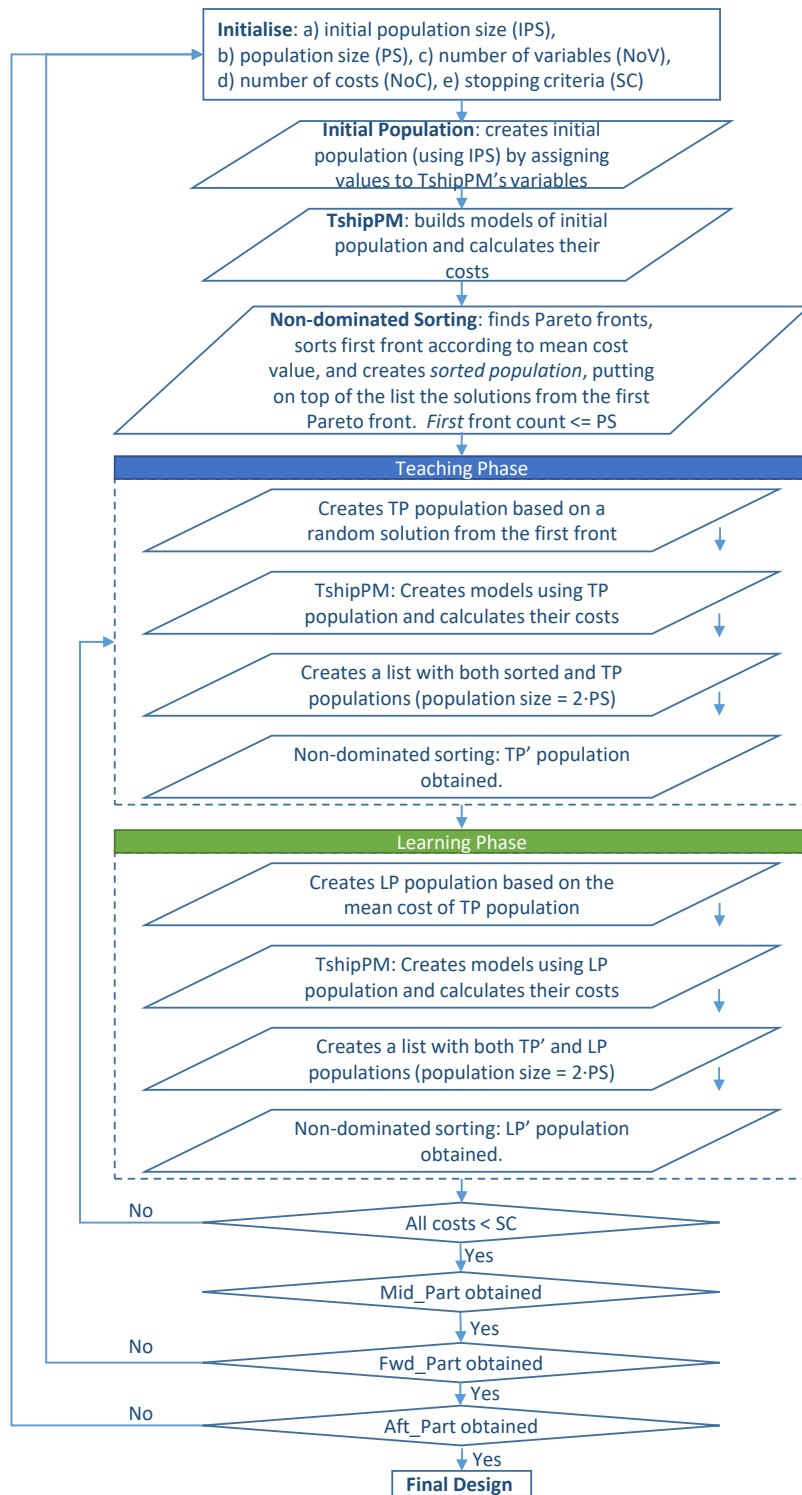 Initialise: a) initial population size (IPS),
b) population size (PS), c) number of variables (NoV),
d) number of costs (NoC), e) stopping criteria (SC)
Initial Population: creates initial
population (using IPS) by assigning
values to TshipPM’s variables
TshipPM: builds models of initial
population and calculates their
costs
Non-dominated Sorting: finds Pareto fronts,
sorts first front according to mean cost
value, and creates sorted population, putting
on top of the list the solutions from the first
Pareto front. First front count <= PS
Teaching Phase
Creates TP population based on a
random solution from the first front
TshipPM: Creates models using TP
population and calculates their costs
Creates a list with both sorted and TP
populations (population size = 2·PS)
Non-dominated sorting: TP’ population
obtained.
Learning Phase
Creates LP population based on the
mean cost of TP population
TshipPM: Creates models using LP
population and calculates their costs
Creates a list with both TP’ and LP
populations (population size = 2·PS)
Non-dominated sorting: LP’ population
obtained.
No
All costs < SC
Yes
Mid_Part obtained
Yes
No
Fwd_Part obtained
Yes
No
Aft_Part obtained
Yes
Final Design